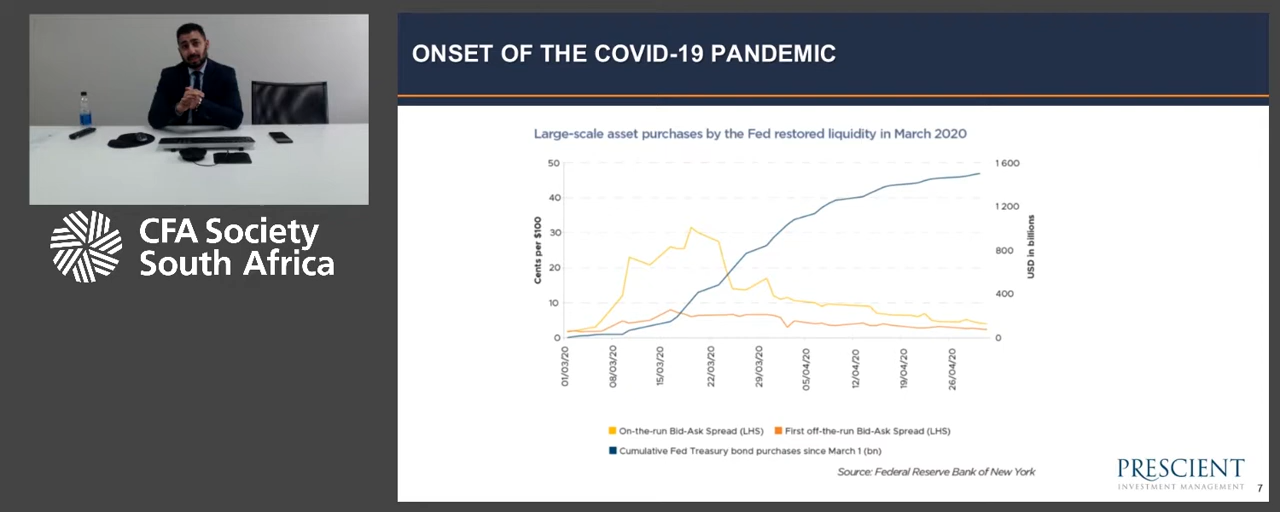 ONSET OF THE COVID-19 PANDEMIC
CFA Society
South Africa
Large-scale asset purchases by the Fed restored liquidity in March 2020
Cents per $100
50
40
30
20
10
0
1 600
1 200
800
400
0
USD in billions
01/03/20
08/03/20
15/03/20
22/03/20
29/03/20
05/04/20
12/04/20
19/04/20
26/04/20
On-the-run Bid-Ask Spread (LHS)
First off-the-run Bid-Ask Spread (LHS)
Cumulative Fed Treasury bond purchases since March 1 (bn)
Source: Federal Reserve Bank of New York
PRESCIENT
INVESTMENT MANAGEMENT
7